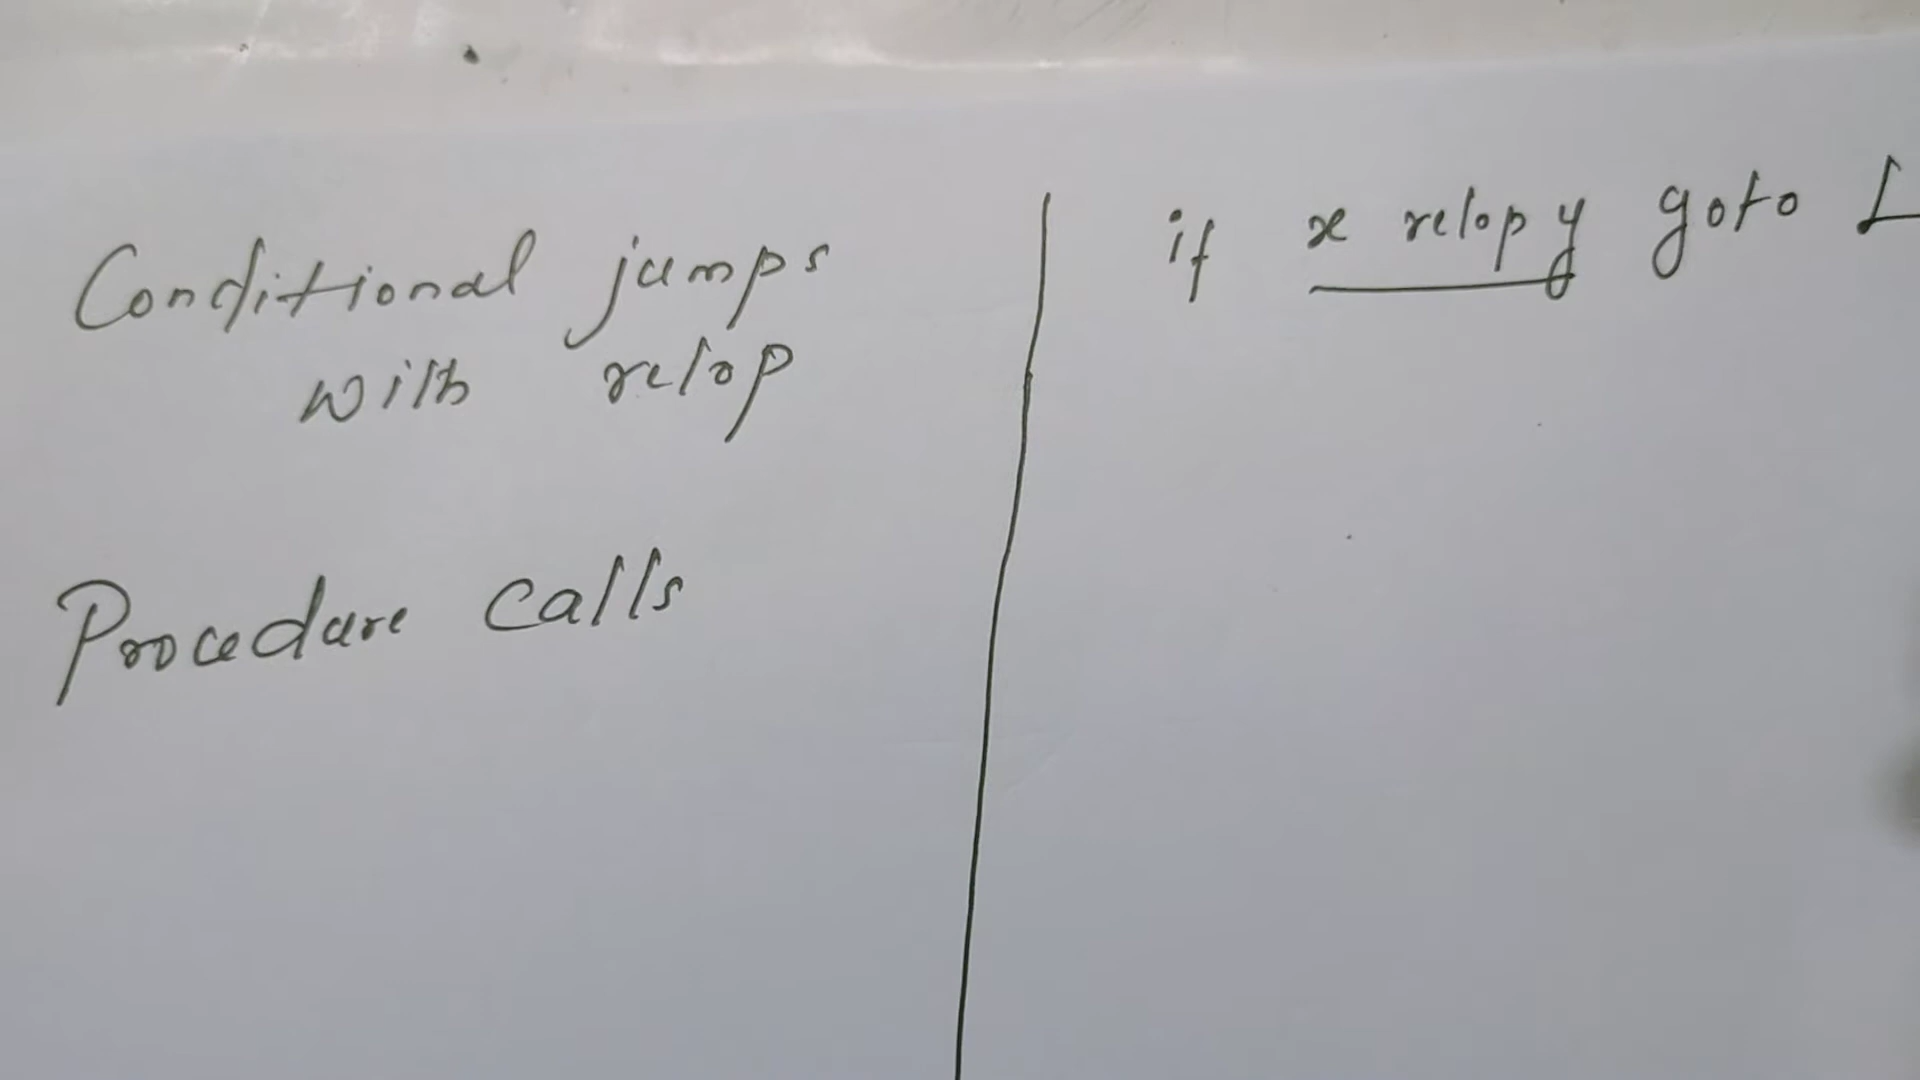 Conditional jumps
with relop
if x relop y goto L
Procedure calls